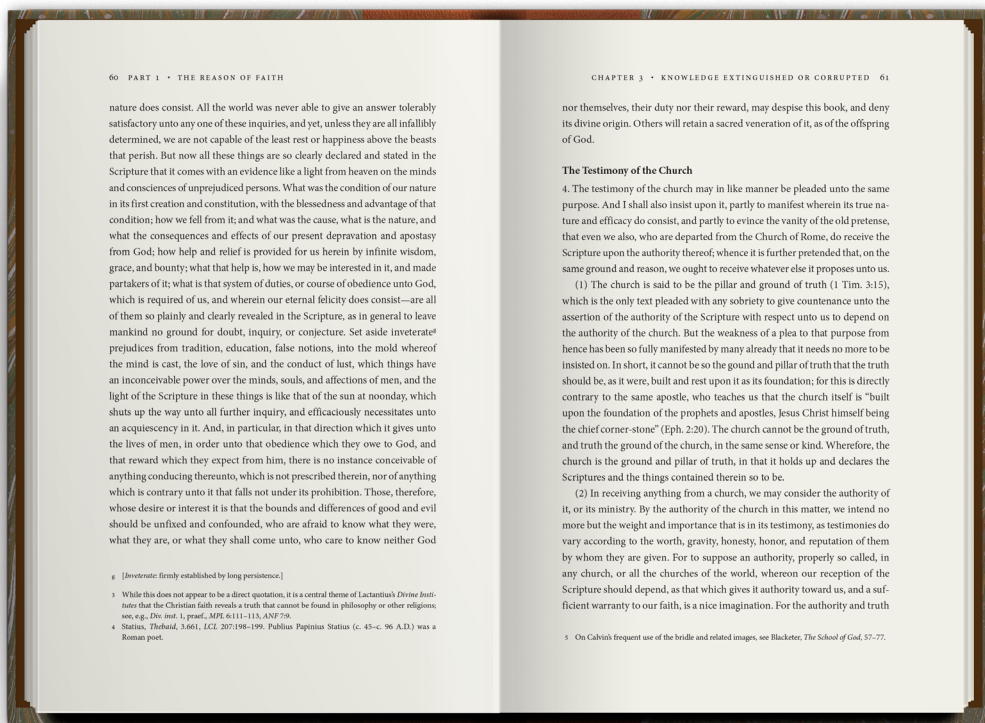 60 PART 1 • THE REASON OF FAITH
nature does consist. All the world was never able to give an answer tolerably
satisfactory unto any one of these inquiries, and yet, unless they are all infallibly
determined, we are not capable of the least rest or happiness above the beasts
that perish. But now all these things are so clearly declared and stated in the
Scripture that it comes with an evidence like a light from heaven on the minds
and consciences of unprejudiced persons. What was the condition of our nature
in its first creation and constitution, with the blessedness and advantage of that
condition; how we fell from it; and what was the cause, what is the nature, and
what the consequences and effects of our present depravation and apostasy
from God; how help and relief is provided for us herein by infinite wisdom,
grace, and bounty; what that help is, how we may be interested in it, and made
partakers of it; what is that system of duties, or course of obedience unto God,
which is required of us, and wherein our eternal felicity does consist—are all
of them so plainly and clearly revealed in the Scripture, as in general to leave
mankind no ground for doubt, inquiry, or conjecture. Set aside inveterateg
prejudices from tradition, education, false notions, into the mold whereof
the mind is cast, the love of sin, and the conduct of lust, which things have
an inconceivable power over the minds, souls, and affections of men, and the
light of the Scripture in these things is like that of the sun at noonday, which
shuts up the way unto all further inquiry, and efficaciously necessitates unto
an acquiescency in it. And, in particular, in that direction which it gives unto
the lives of men, in order unto that obedience which they owe to God, and
that reward which they expect from him, there is no instance conceivable of
anything conducing thereunto, which is not prescribed therein, nor of anything
which is contrary unto it that falls not under its prohibition. Those, therefore,
whose desire or interest it is that the bounds and differences of good and evil
should be unfixed and confounded, who are afraid to know what they were,
what they are, or what they shall come unto, who care to know neither God
g [Inveterate: firmly established by long persistence.]
3 While this does not appear to be a direct quotation, it is a central theme of Lactantius's Divine Insti-
tutes that the Christian faith reveals a truth that cannot be found in philosophy or other religions;
see, e.g., Div. inst. 1, praef., MPL 6:111–113, ANF 7:9.
4 Statius, Thebaid, 3.661, LCL 207:198–199. Publius Papinius Statius (c. 45–c. 96 A.D.) was a
Roman poet.
CHAPTER 3 • KNOWLEDGE EXTINGUISHED OR CORRUPTED 61
nor themselves, their duty nor their reward, may despise this book, and deny
its divine origin. Others will retain a sacred veneration of it, as of the offspring
of God.
The Testimony of the Church
4. The testimony of the church may in like manner be pleaded unto the same
purpose. And I shall also insist upon it, partly to manifest wherein its true na-
ture and efficacy do consist, and partly to evince the vanity of the old pretense,
that even we also, who are departed from the Church of Rome, do receive the
Scripture upon the authority thereof; whence it is further pretended that, on the
same ground and reason, we ought to receive whatever else it proposes unto us.
(1) The church is said to be the pillar and ground of truth (1 Tim. 3:15),
which is the only text pleaded with any sobriety to give countenance unto the
assertion of the authority of the Scripture with respect unto us to depend on
the authority of the church. But the weakness of a plea to that purpose from
hence has been so fully manifested by many already that it needs no more to be
insisted on. In short, it cannot be so the gound and pillar of truth that the truth
should be, as it were, built and rest upon it as its foundation; for this is directly
contrary to the same apostle, who teaches us that the church itself is “built
upon the foundation of the prophets and apostles, Jesus Christ himself being
the chief corner-stone” (Eph. 2:20). The church cannot be the ground of truth,
and truth the ground of the church, in the same sense or kind. Wherefore, the
church is the ground and pillar of truth, in that it holds up and declares the
Scriptures and the things contained therein so to be.
(2) In receiving anything from a church, we may consider the authority of
it, or its ministry. By the authority of the church in this matter, we intend no
more but the weight and importance that is in its testimony, as testimonies do
vary according to the worth, gravity, honesty, honor, and reputation of them
by whom they are given. For to suppose an authority, properly so called, in
any church, or all the churches of the world, whereon our reception of the
Scripture should depend, as that which gives it authority toward us, and a suf-
ficient warranty to our faith, is a nice imagination. For the authority and truth
5 On Calvin's frequent use of the bridle and related images, see Blacketer, The School of God, 57–77.